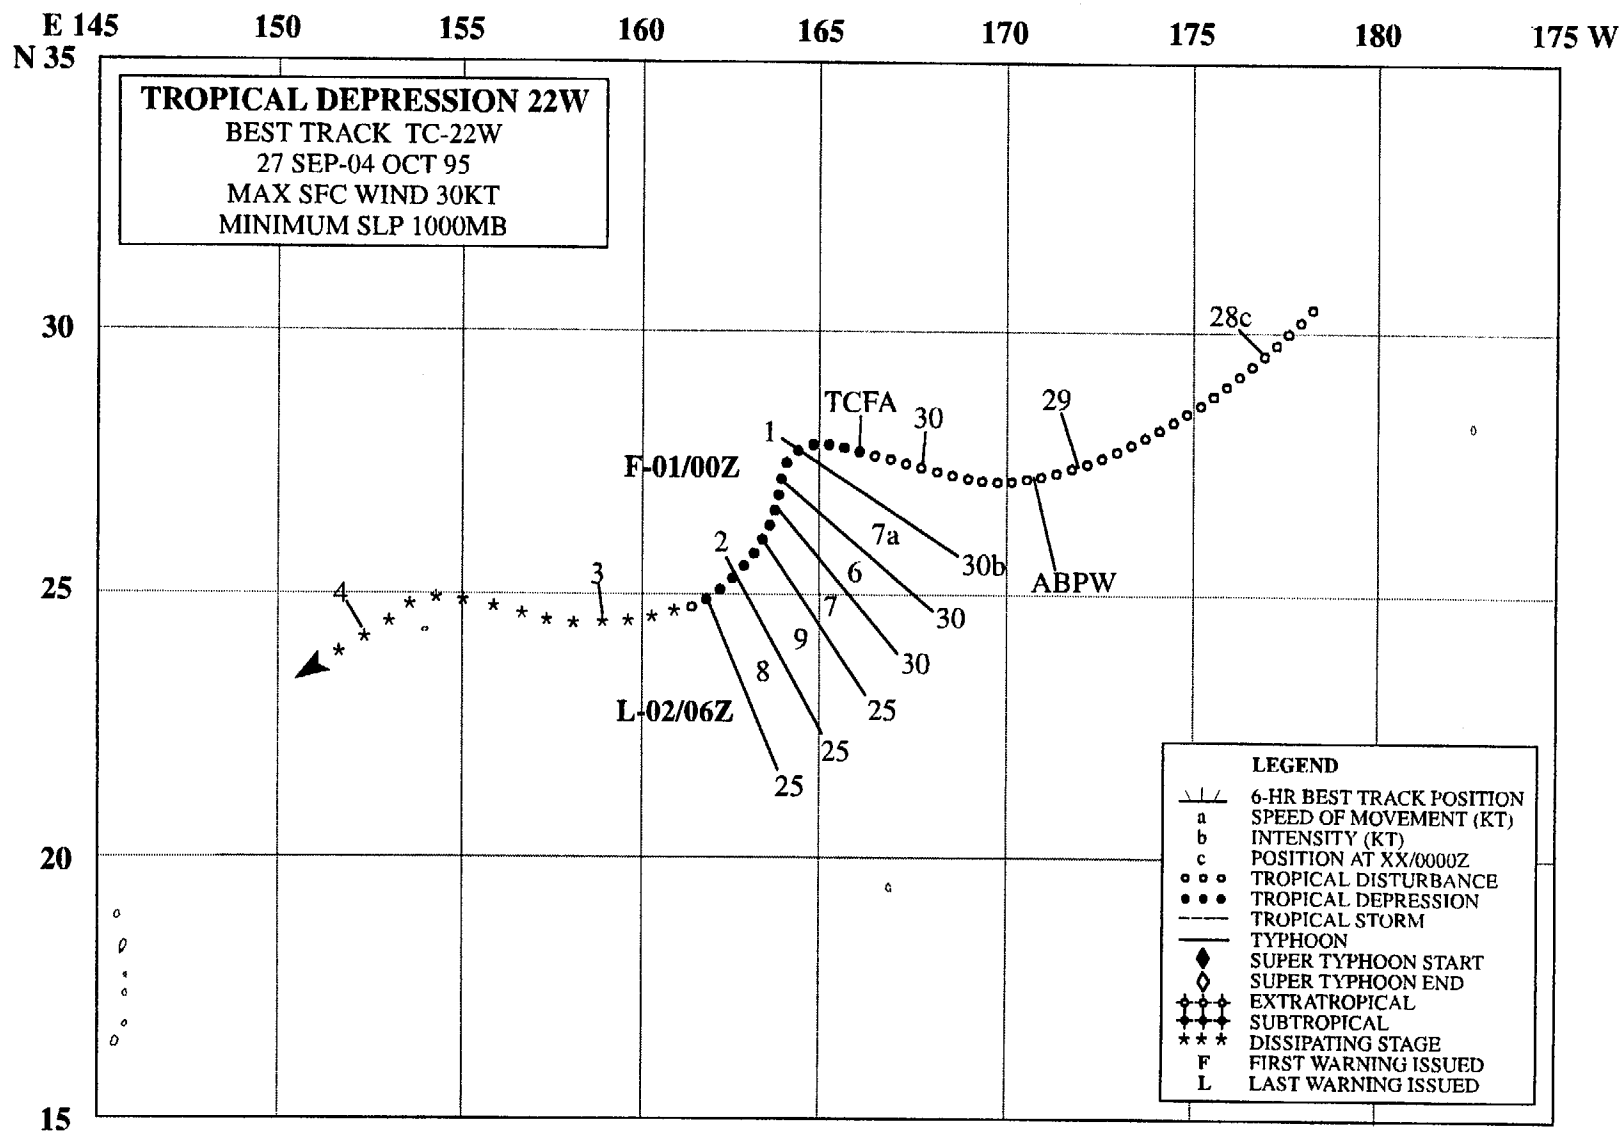 E 145 150 155 160 165 170 175 180 175 W
N 35
TROPICAL DEPRESSION 22W
BEST TRACK TC-22W
27 SEP-04 OCT 95
MAX SFC WIND 30KT
MINIMUM SLP 1000MB
30
28c
TCFA
30
29
1
F-01/00Z
7a
30b
ABPW
2
6
3
25
4
7
30
9
30
8
25
L-02/06Z
25
25
LEGEND
6-HR BEST TRACK POSITION
a SPEED OF MOVEMENT (KT)
b INTENSITY (KT)
c POSITION AT XX/0000Z
TROPICAL DISTURBANCE
TROPICAL DEPRESSION
TROPICAL STORM
TYPHOON
SUPER TYPHOON START
SUPER TYPHOON END
EXTRATROPICAL
SUBTROPICAL
* * * DISSIPATING STAGE
F FIRST WARNING ISSUED
L LAST WARNING ISSUED
20
15